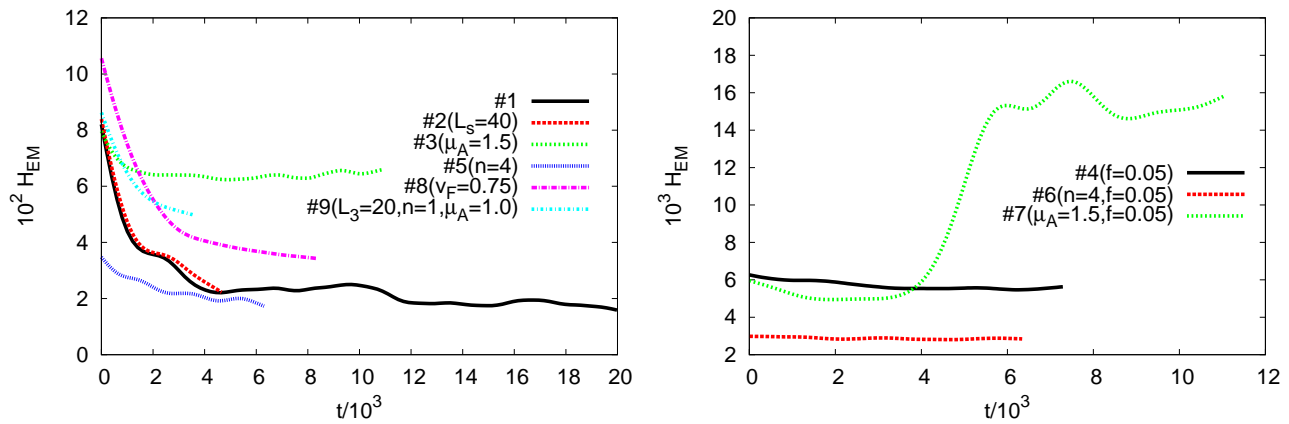 12
10
8
6
4
2
0
10² H_EM
0 2 4 6 8 10 12 14 16 18 20
t/10³
#1
#2(L_s=40)
#3(μ_A=1.5)
#5(n=4)
#8(v_F=0.75)
#9(L_3=20,n=1,μ_A=1.0)
20
18
16
14
12
10
8
6
4
2
10³ H_EM
0 2 4 6 8 10 12
t/10³
#4(f=0.05)
#6(n=4,f=0.05)
#7(μ_A=1.5,f=0.05)